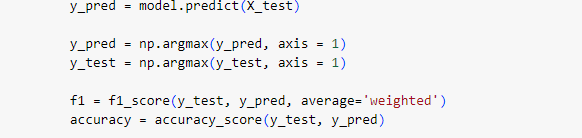 y_pred = model.predict(X_test)
y_pred = np.argmax(y_pred, axis = 1)
y_test = np.argmax(y_test, axis = 1)
f1 = f1_score(y_test, y_pred, average='weighted')
accuracy = accuracy_score(y_test, y_pred)